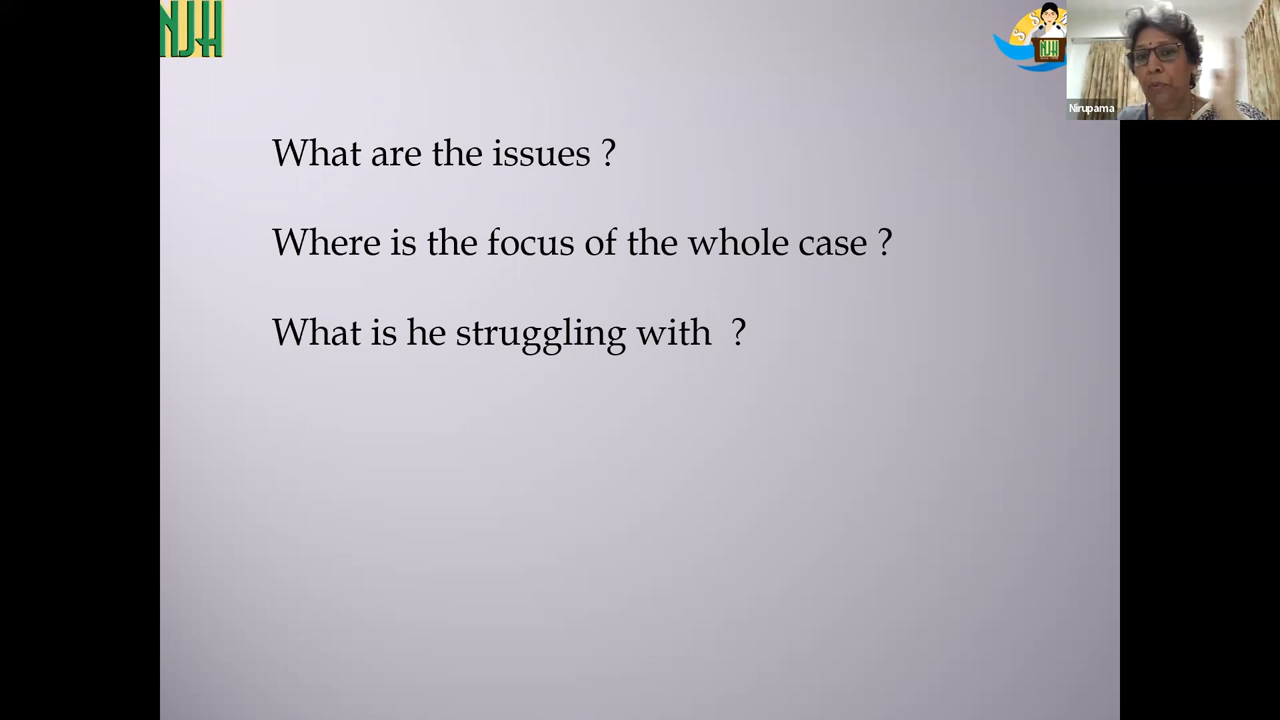 NJH
S S
NJH
Nirupama
What are the issues ?
Where is the focus of the whole case ?
What is he struggling with ?